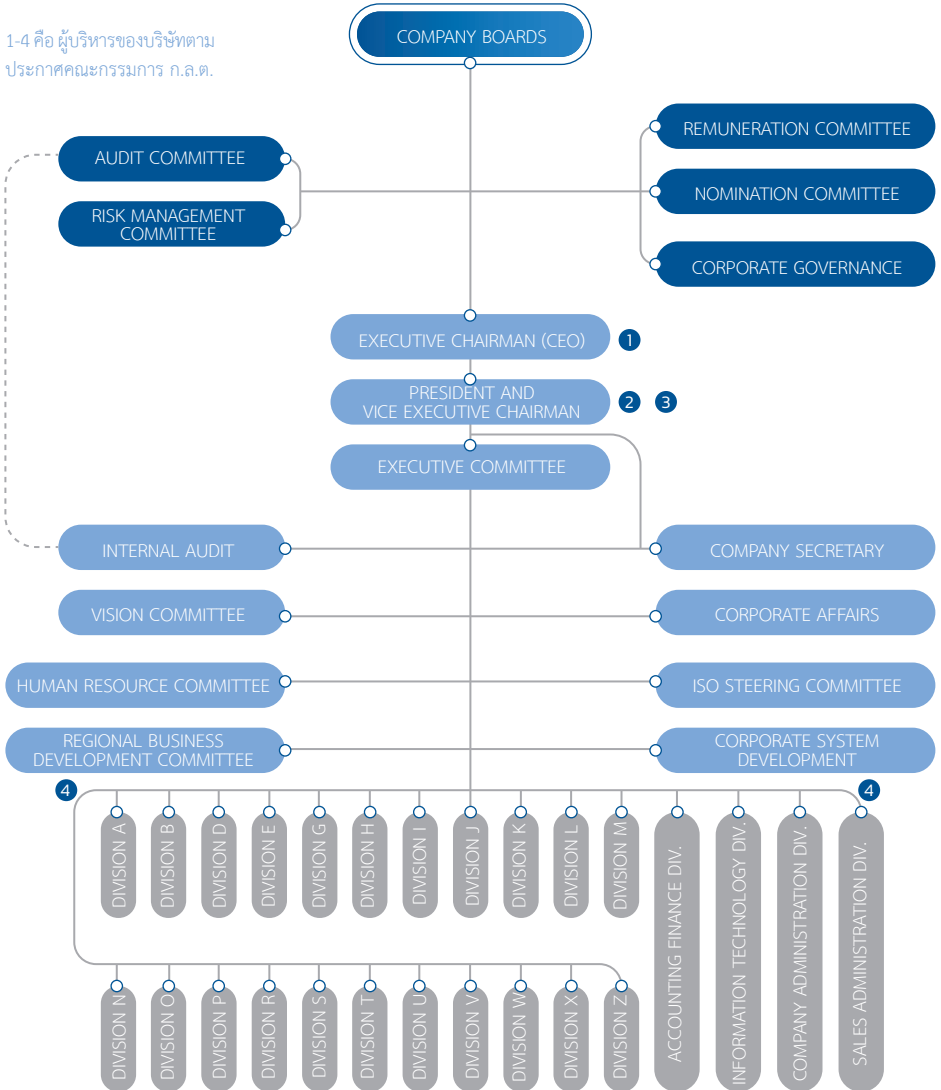 1-4 คือ ผู้บริหารของบริษัทตาม
ประกาศคณะกรรมการ ก.ล.ต.
COMPANY BOARDS
AUDIT COMMITTEE
RISK MANAGEMENT
COMMITTEE
REMUNERATION COMMITTEE
NOMINATION COMMITTEE
CORPORATE GOVERNANCE
EXECUTIVE CHAIRMAN (CEO)
1
PRESIDENT AND
VICE EXECUTIVE CHAIRMAN
2
3
EXECUTIVE COMMITTEE
INTERNAL AUDIT
COMPANY SECRETARY
VISION COMMITTEE
CORPORATE AFFAIRS
HUMAN RESOURCE COMMITTEE
ISO STEERING COMMITTEE
REGIONAL BUSINESS
DEVELOPMENT COMMITTEE
CORPORATE SYSTEM
DEVELOPMENT
4
4
DIVISION A
DIVISION B
DIVISION D
DIVISION E
DIVISION G
DIVISION H
DIVISION I
DIVISION J
DIVISION K
DIVISION L
DIVISION M
ACCOUNTING FINANCE DIV.
INFORMATION TECHNOLOGY DIV.
COMPANY ADMINISTRATION DIV.
SALES ADMINISTRATION DIV.
DIVISION N
DIVISION O
DIVISION P
DIVISION R
DIVISION S
DIVISION T
DIVISION U
DIVISION V
DIVISION W
DIVISION X
DIVISION Z